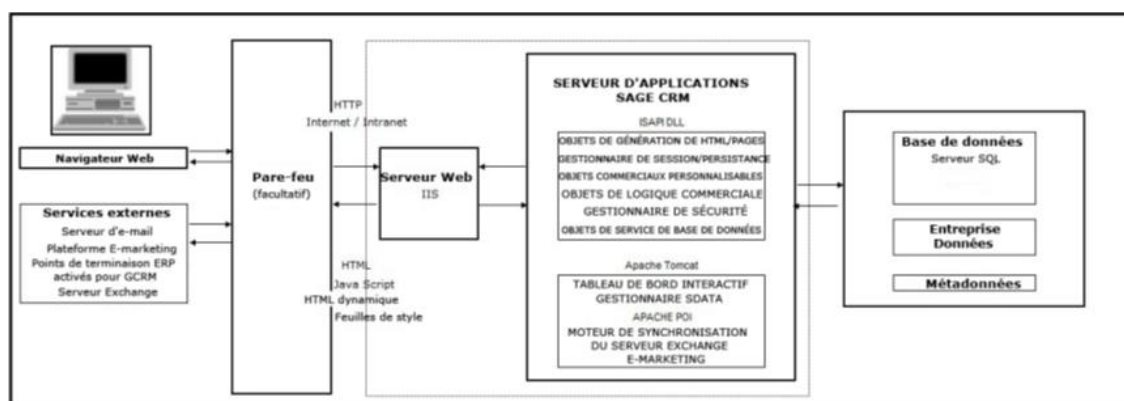 Navigateur Web
Services externes
Serveur d'e-mail
Plateforme E-marketing
Points de terminaison ERP
activés pour GCRM
Serveur Exchange
Pare-feu
(facultatif)
HTTP
Internet / Intranet
HTML
Java Script
HTML dynamique
Feuilles de style
Serveur Web
IIS
SERVEUR D'APPLICATIONS
SAGE CRM
ISAPI DLL
OBJETS DE GÉNÉRATION DE HTML/PAGES
GESTIONNAIRE DE SESSION/PERSISTANCE
OBJETS COMMERCIAUX PERSONNALISABLES
OBJETS DE LOGIQUE COMMERCIALE
GESTIONNAIRE DE SÉCURITÉ
OBJETS DE SERVICE DE BASE DE DONNÉES
Apache Tomcat
TABLEAU DE BORD INTERACTIF
GESTIONNAIRE SDATA
APACHE POI
MOTEUR DE SYNCHRONISATION
DU SERVEUR EXCHANGE
E-MARKETING
Base de données
Serveur SQL
Entreprise
Données
Métadonnées